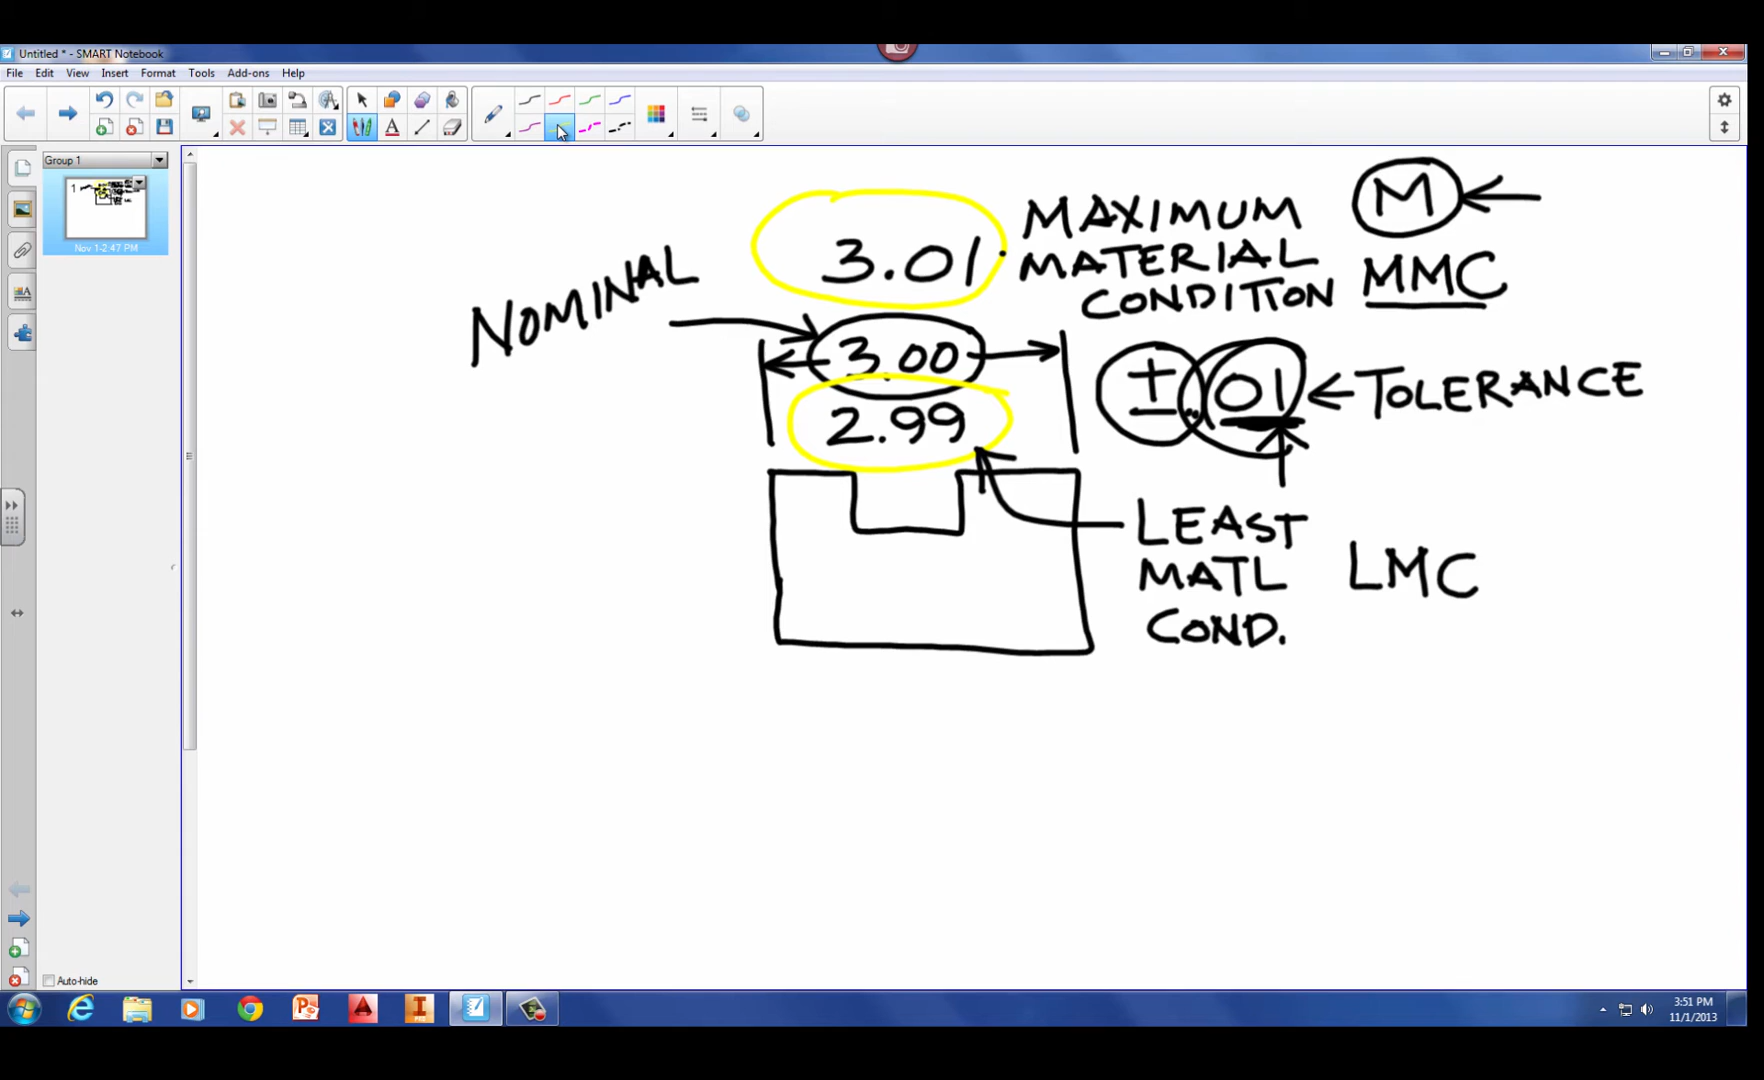 Untitled * - SMART Notebook
File Edit View Insert Format Tools Add-ons Help
Group 1
1
Nov 1-2:47 PM
Auto-hide
3.01
MAXIMUM
MATERIAL
CONDITION
M
MMC
NOMINAL
3.00
2.99
± .01
TOLERANCE
LEAST
MATL
COND.
LMC
3:51 PM
11/1/2013